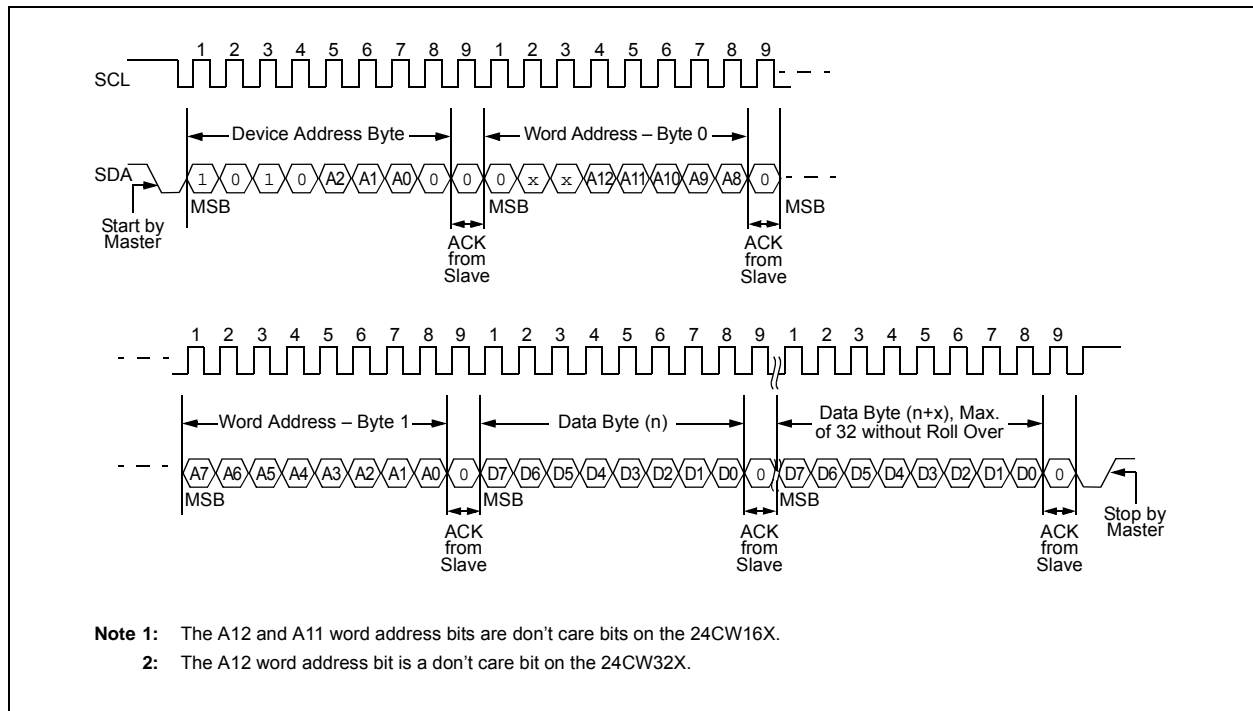 1 2 3 4 5 6 7 8 9 1 2 3 4 5 6 7 8 9
SCL
Device Address Byte
Word Address – Byte 0
SDA
1 0 1 0 A2 A1 A0 0 0 0 x x A12 A11 A10 A9 A8 0
MSB
MSB
MSB
Start by
Master
ACK
from
Slave
ACK
from
Slave
1 2 3 4 5 6 7 8 9 1 2 3 4 5 6 7 8 9 1 2 3 4 5 6 7 8 9
Word Address – Byte 1
Data Byte (n)
Data Byte (n+x), Max.
of 32 without Roll Over
A7 A6 A5 A4 A3 A2 A1 A0 0 D7 D6 D5 D4 D3 D2 D1 D0 0 D7 D6 D5 D4 D3 D2 D1 D0 0
MSB
MSB
MSB
ACK
from
Slave
ACK
from
Slave
ACK
from
Slave
Stop by
Master
Note 1: The A12 and A11 word address bits are don't care bits on the 24CW16X.
2: The A12 word address bit is a don't care bit on the 24CW32X.